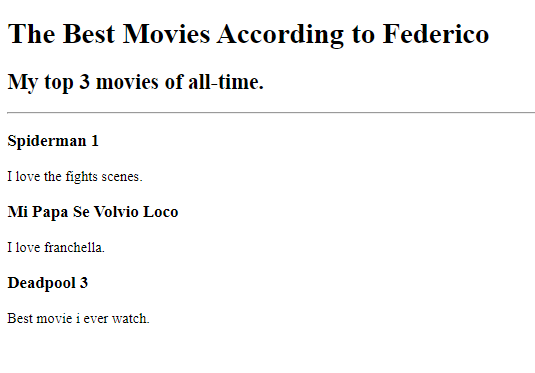 The Best Movies According to Federico
My top 3 movies of all-time.
Spiderman 1
I love the fights scenes.
Mi Papa Se Volvio Loco
I love franchella.
Deadpool 3
Best movie i ever watch.